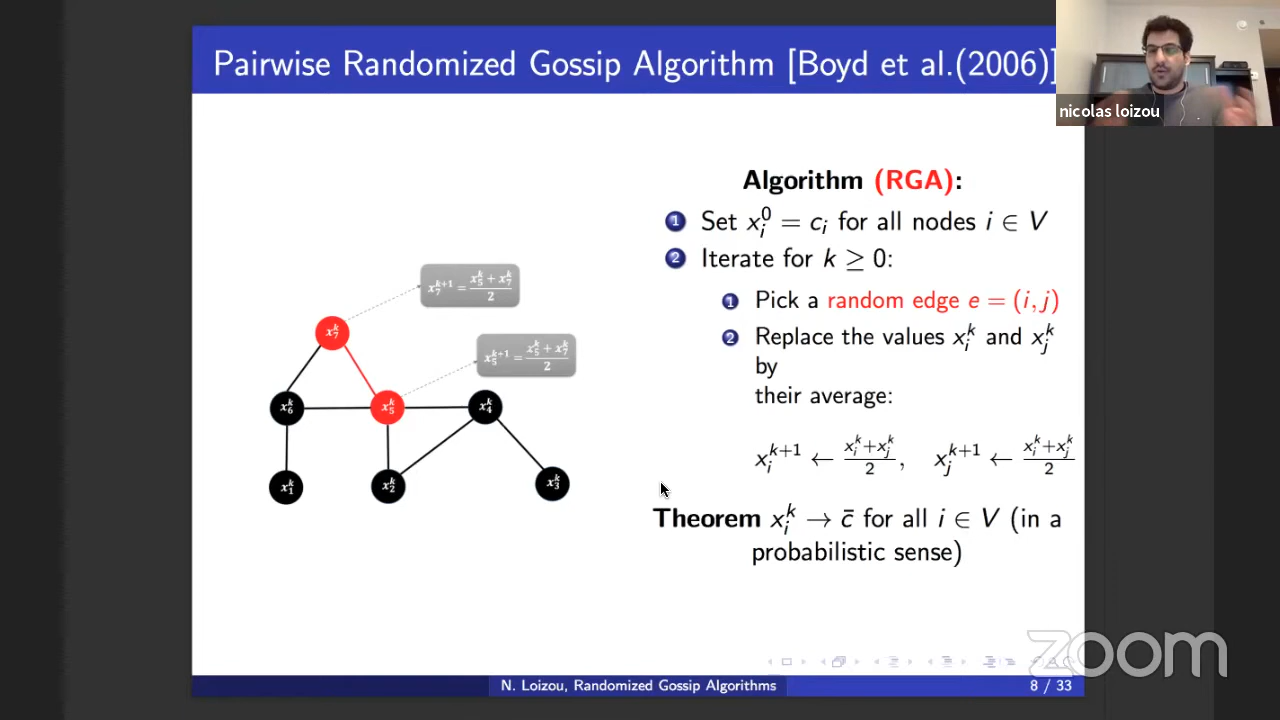 Pairwise Randomized Gossip Algorithm [Boyd et al.(2006)]
nicolas loizou
Algorithm (RGA):
1 Set x_i^0 = c_i for all nodes i ∈ V
2 Iterate for k ≥ 0:
1 Pick a random edge e = (i, j)
2 Replace the values x_i^k and x_j^k
by
their average:
x_i^{k+1} ← (x_i^k + x_j^k)/2, x_j^{k+1} ← (x_i^k + x_j^k)/2
Theorem x_i^k → c̄ for all i ∈ V (in a
probabilistic sense)
x_7^{k+1} = (x_5^k + x_7^k)/2
x_5^{k+1} = (x_5^k + x_7^k)/2
x_7^k
x_6^k x_5^k x_4^k
x_1^k x_2^k x_3^k
zoom
N. Loizou, Randomized Gossip Algorithms 8 / 33